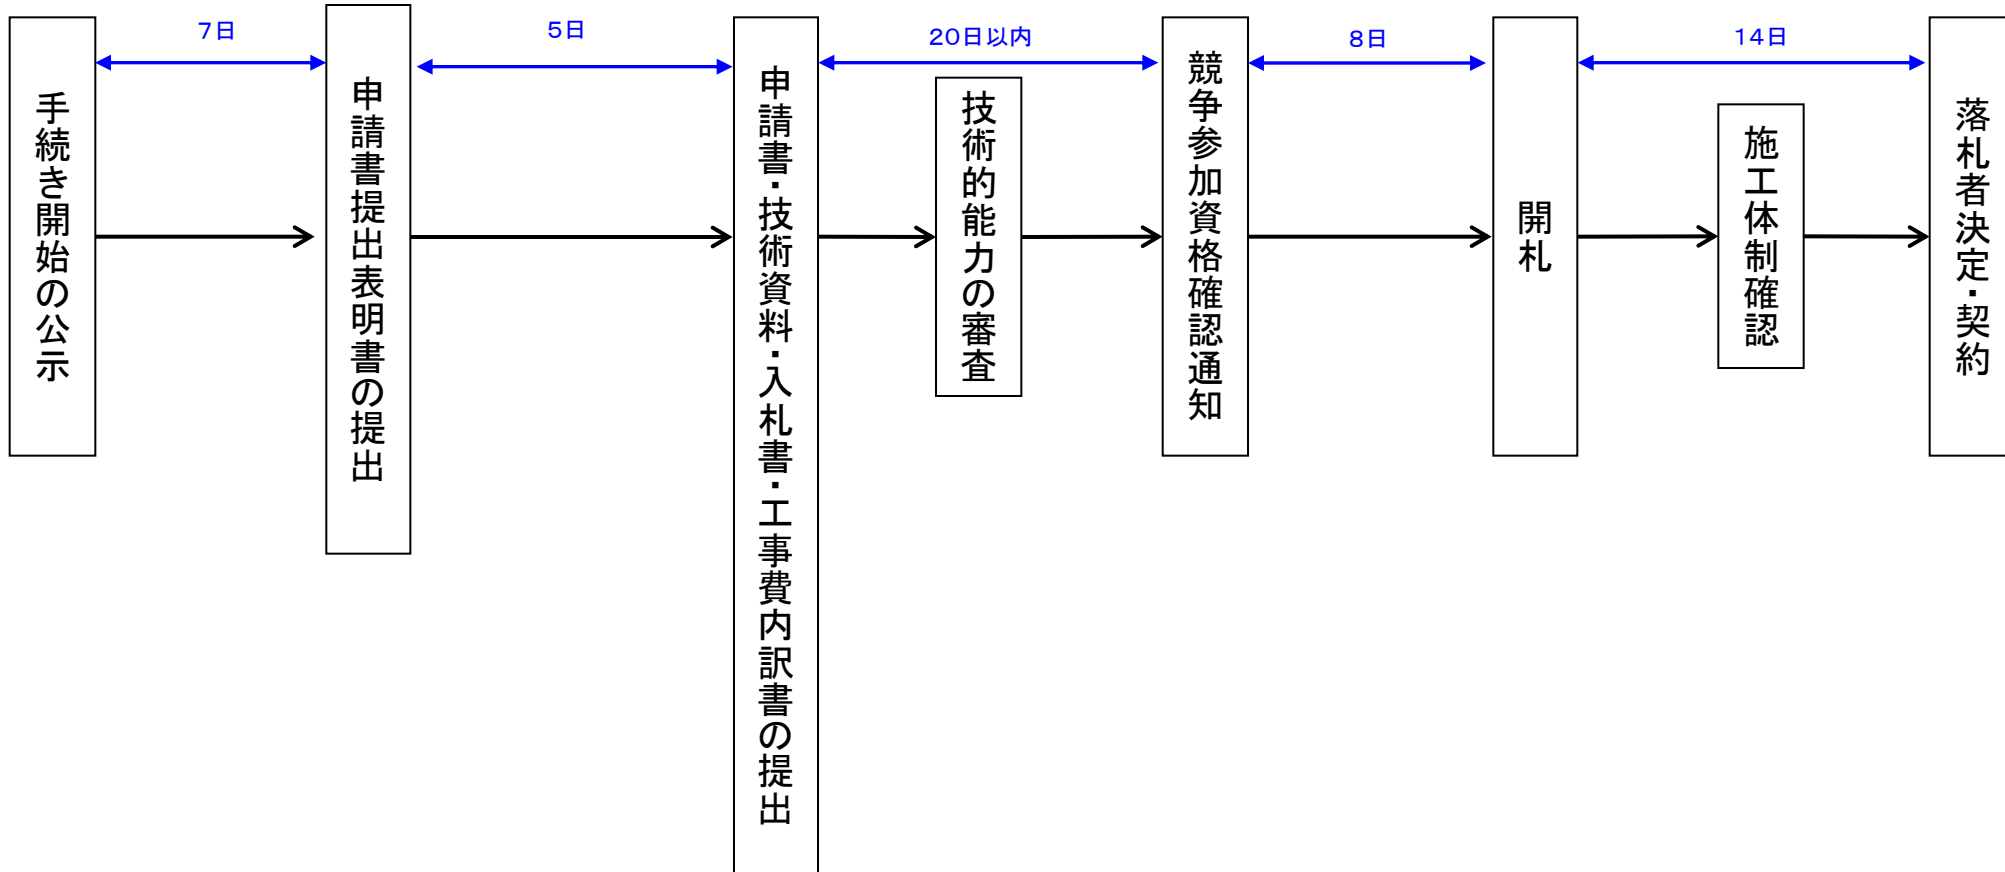 7日
5日
20日以内
8日
14日
手続き開始の公示
申請書提出表明書の提出
申請書・技術資料・入札書・工事費内訳書の提出
技術的能力の審査
競争参加資格確認通知
開札
施工体制確認
落札者決定・契約